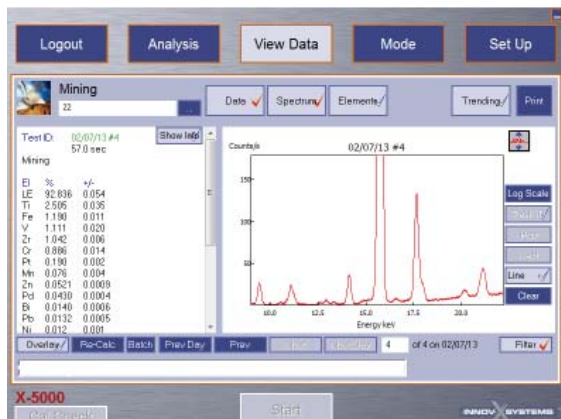 Logout Analysis View Data Mode Set Up
Mining
22 ... Data Spectrum Elements Trending Print
Test ID: 02/07/13 #4 Show Info
57.0 sec
Mining
El % +/-
LE 92.836 0.054
Ti 2.505 0.035
Fe 1.190 0.011
V 1.111 0.020
Zr 1.042 0.006
Cr 0.886 0.014
Pt 0.190 0.002
Mn 0.076 0.004
Zn 0.0521 0.0009
Pd 0.0430 0.0004
Bi 0.0140 0.0006
Pb 0.0132 0.0005
Ni 0.012 0.001
Counts/s 02/07/13 #4
150
100
50
10.0 12.5 15.0 17.5 20.0
Energy keV
Log Scale
Line
Clear
Overlay Re-Calc Batch Prev Day Prev 4 of 4 on 02/07/13 Filter
X-5000
Start
INNOVXSYSTEMS